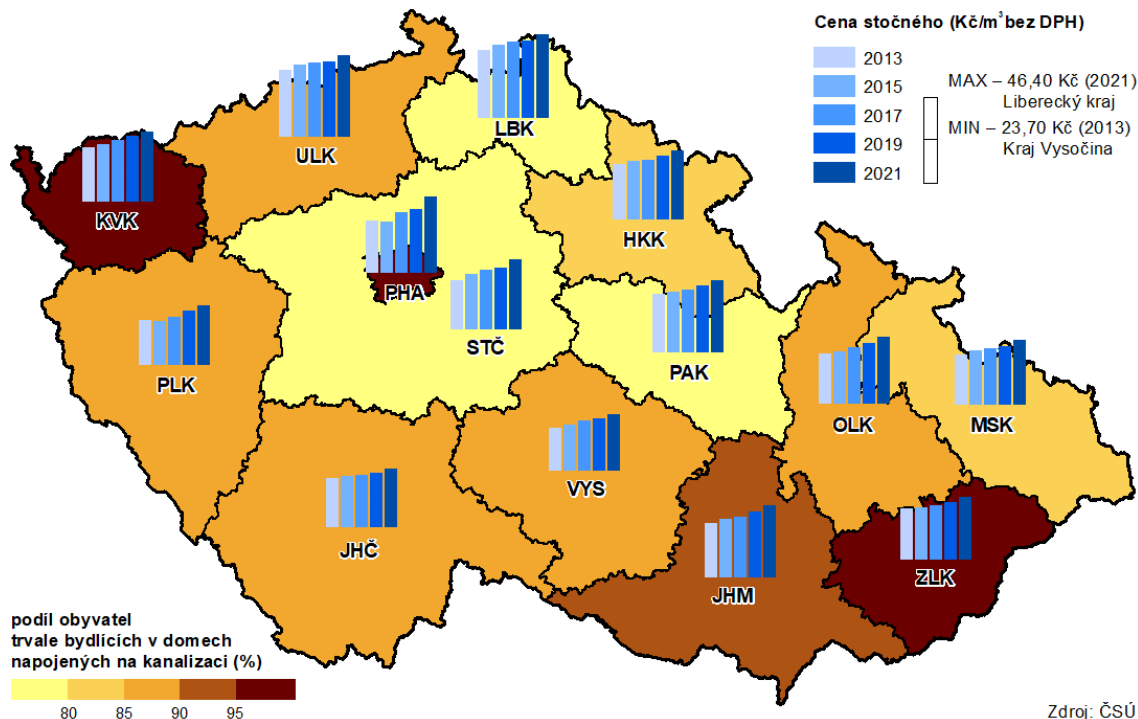 Cena stočného (Kč/m³ bez DPH)
2013
2015
2017
2019
2021
MAX – 46,40 Kč (2021)
Liberecký kraj
MIN – 23,70 Kč (2013)
Kraj Vysočina
LBK
ULK
KVK
HKK
PHA
STČ
PLK
PAK
OLK
MSK
VYS
JHČ
ZLK
JHM
podíl obyvatel
trvale bydlících v domech
napojených na kanalizaci (%)
80 85 90 95
Zdroj: ČSÚ